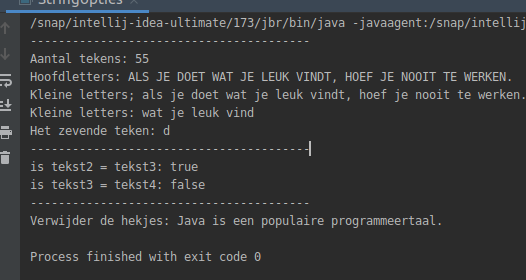 Stringopties
/snap/intellij-idea-ultimate/173/jbr/bin/java -javaagent:/snap/intellij
---------------------------------------
Aantal tekens: 55
Hoofdletters: ALS JE DOET WAT JE LEUK VINDT, HOEF JE NOOIT TE WERKEN.
Kleine letters; als je doet wat je leuk vindt, hoef je nooit te werken.
Kleine letters: wat je leuk vind
Het zevende teken: d
---------------------------------------
is tekst2 = tekst3: true
is tekst3 = tekst4: false
---------------------------------------
Verwijder de hekjes: Java is een populaire programmeertaal.
Process finished with exit code 0